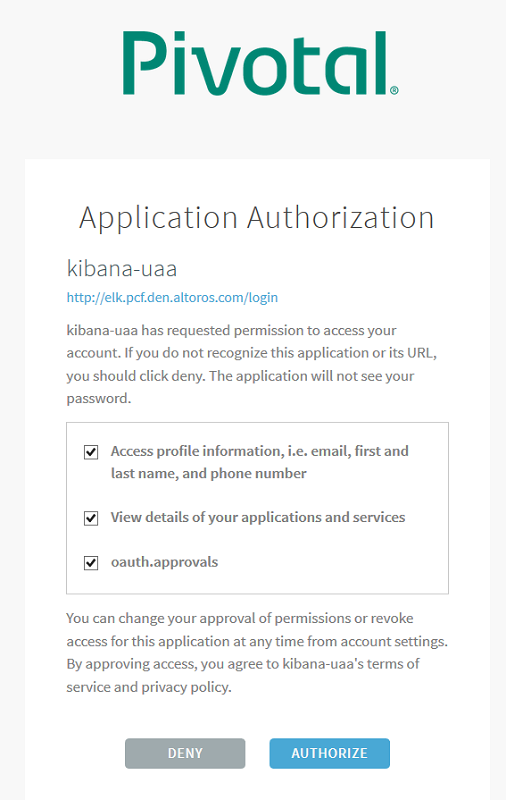 Pivotal®
Application Authorization
kibana-uaa
http://elk.pcf.den.altoros.com/login
kibana-uaa has requested permission to access your
account. If you do not recognize this application or its URL,
you should click deny. The application will not see your
password.
Access profile information, i.e. email, first and
last name, and phone number
View details of your applications and services
oauth.approvals
You can change your approval of permissions or revoke
access for this application at any time from account settings.
By approving access, you agree to kibana-uaa's terms of
service and privacy policy.
DENY AUTHORIZE